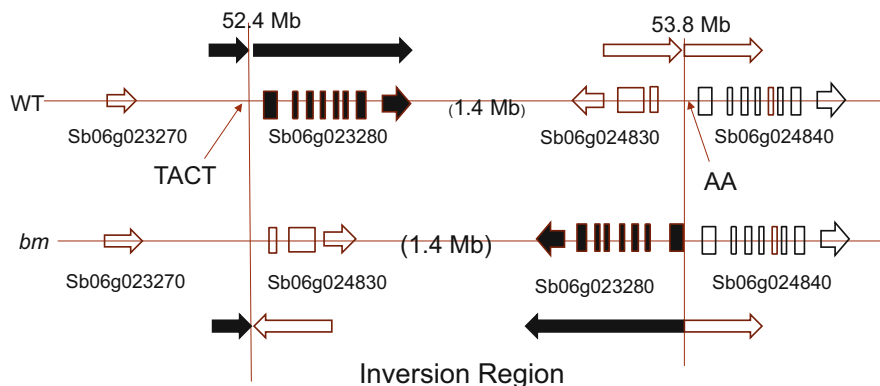 52.4 Mb 53.8 Mb
WT (1.4 Mb)
Sb06g023270 Sb06g023280 Sb06g024830 Sb06g024840
TACT AA
bm (1.4 Mb)
Sb06g023270 Sb06g024830 Sb06g023280 Sb06g024840
Inversion Region